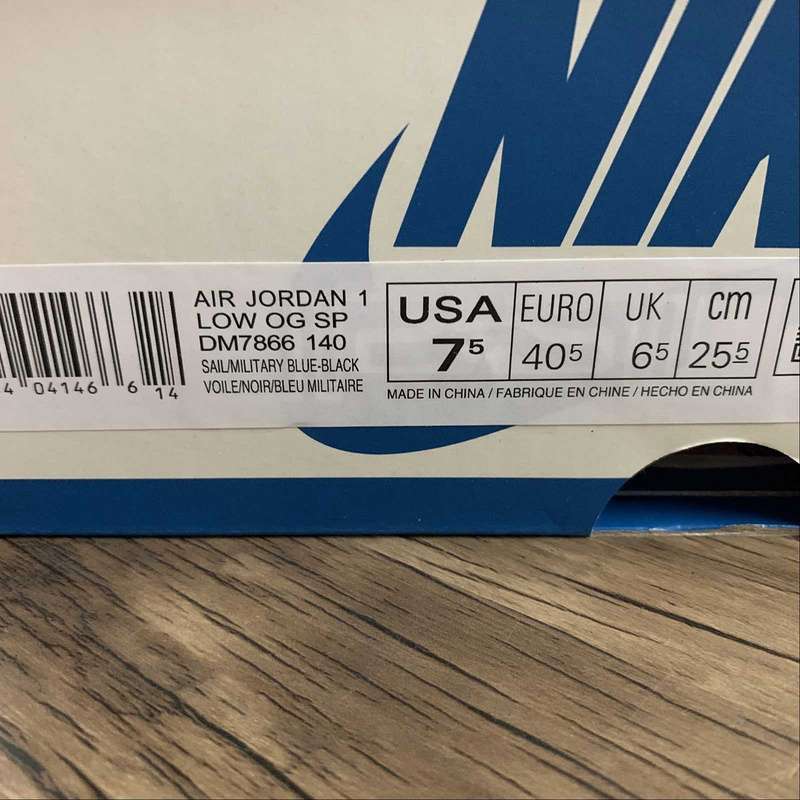 NIK
AIR JORDAN 1
LOW OG SP
DM7866 140
SAIL/MILITARY BLUE-BLACK
VOILE/NOIR/BLEU MILITAIRE
4 04146 6 14
USA EURO UK cm
7⁵ 40⁵ 6⁵ 25⁵
MADE IN CHINA / FABRIQUE EN CHINE / HECHO EN CHINA